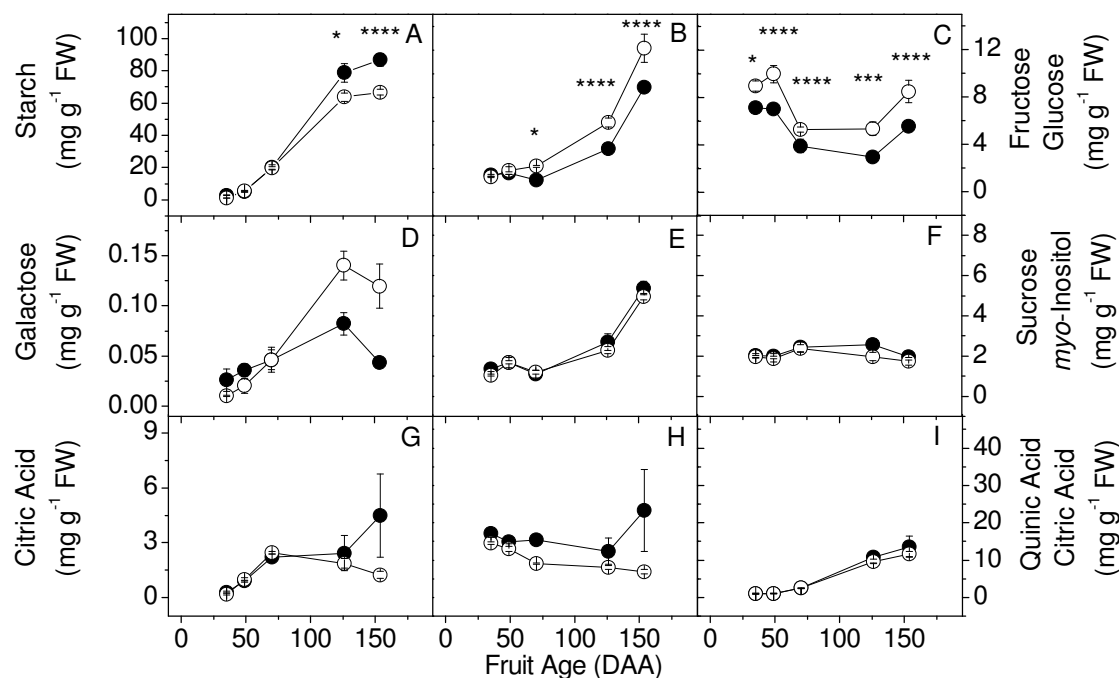 * **** A
100
80
60
40
20
0
Starch
(mg g⁻¹ FW)
* **** **** B
* **** **** *** **** C
12
8
4
0
Fructose
Glucose
(mg g⁻¹ FW)
D
0.15
0.10
0.05
0.00
Galactose
(mg g⁻¹ FW)
E
F
8
6
4
2
0
Sucrose
myo-Inositol
(mg g⁻¹ FW)
G
9
6
3
0
Citric Acid
(mg g⁻¹ FW)
H
I
40
30
20
10
0
Quinic Acid
Citric Acid
(mg g⁻¹ FW)
0 50 100 150 0 50 100 150 0 50 100 150
Fruit Age (DAA)